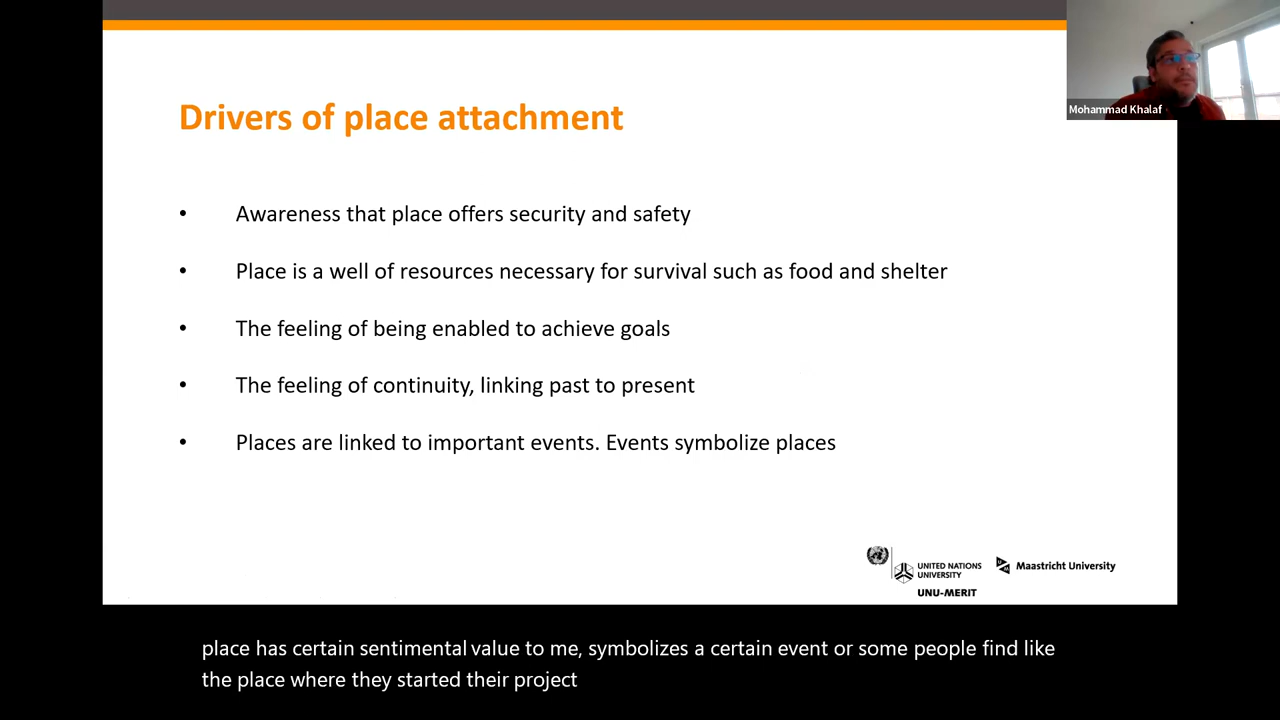 Mohammad Khalaf
Drivers of place attachment
• Awareness that place offers security and safety
• Place is a well of resources necessary for survival such as food and shelter
• The feeling of being enabled to achieve goals
• The feeling of continuity, linking past to present
• Places are linked to important events. Events symbolize places
UNITED NATIONS
UNIVERSITY
UNU-MERIT
Maastricht University
place has certain sentimental value to me, symbolizes a certain event or some people find like
the place where they started their project